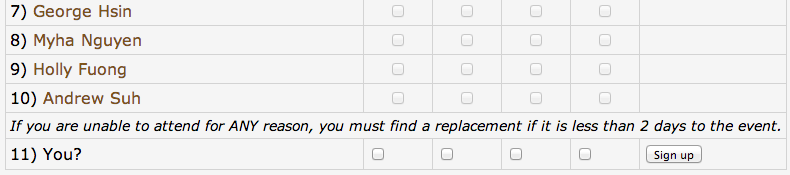 7) George Hsin
8) Myha Nguyen
9) Holly Fuong
10) Andrew Suh
If you are unable to attend for ANY reason, you must find a replacement if it is less than 2 days to the event.
11) You? Sign up